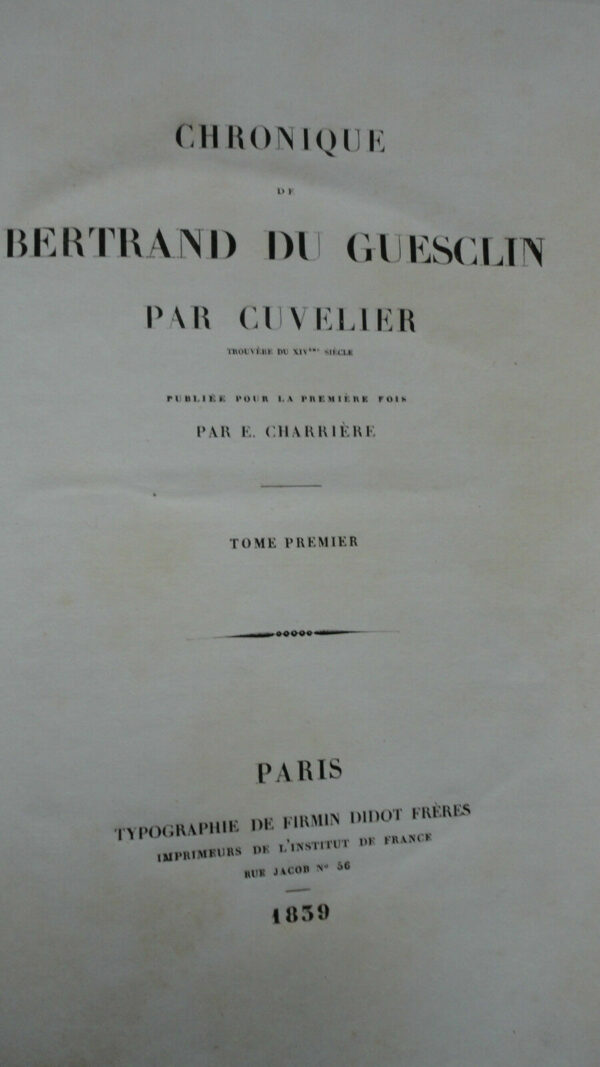 CHRONIQUE
DE
BERTRAND DU GUESCLIN
PAR CUVELIER
TROUVÈRE DU XIVᵐᵉ SIÈCLE
PUBLIÉE POUR LA PREMIÈRE FOIS
PAR E. CHARRIÈRE
TOME PREMIER
PARIS
TYPOGRAPHIE DE FIRMIN DIDOT FRÈRES
IMPRIMEURS DE L'INSTITUT DE FRANCE
RUE JACOB Nº 56
1839